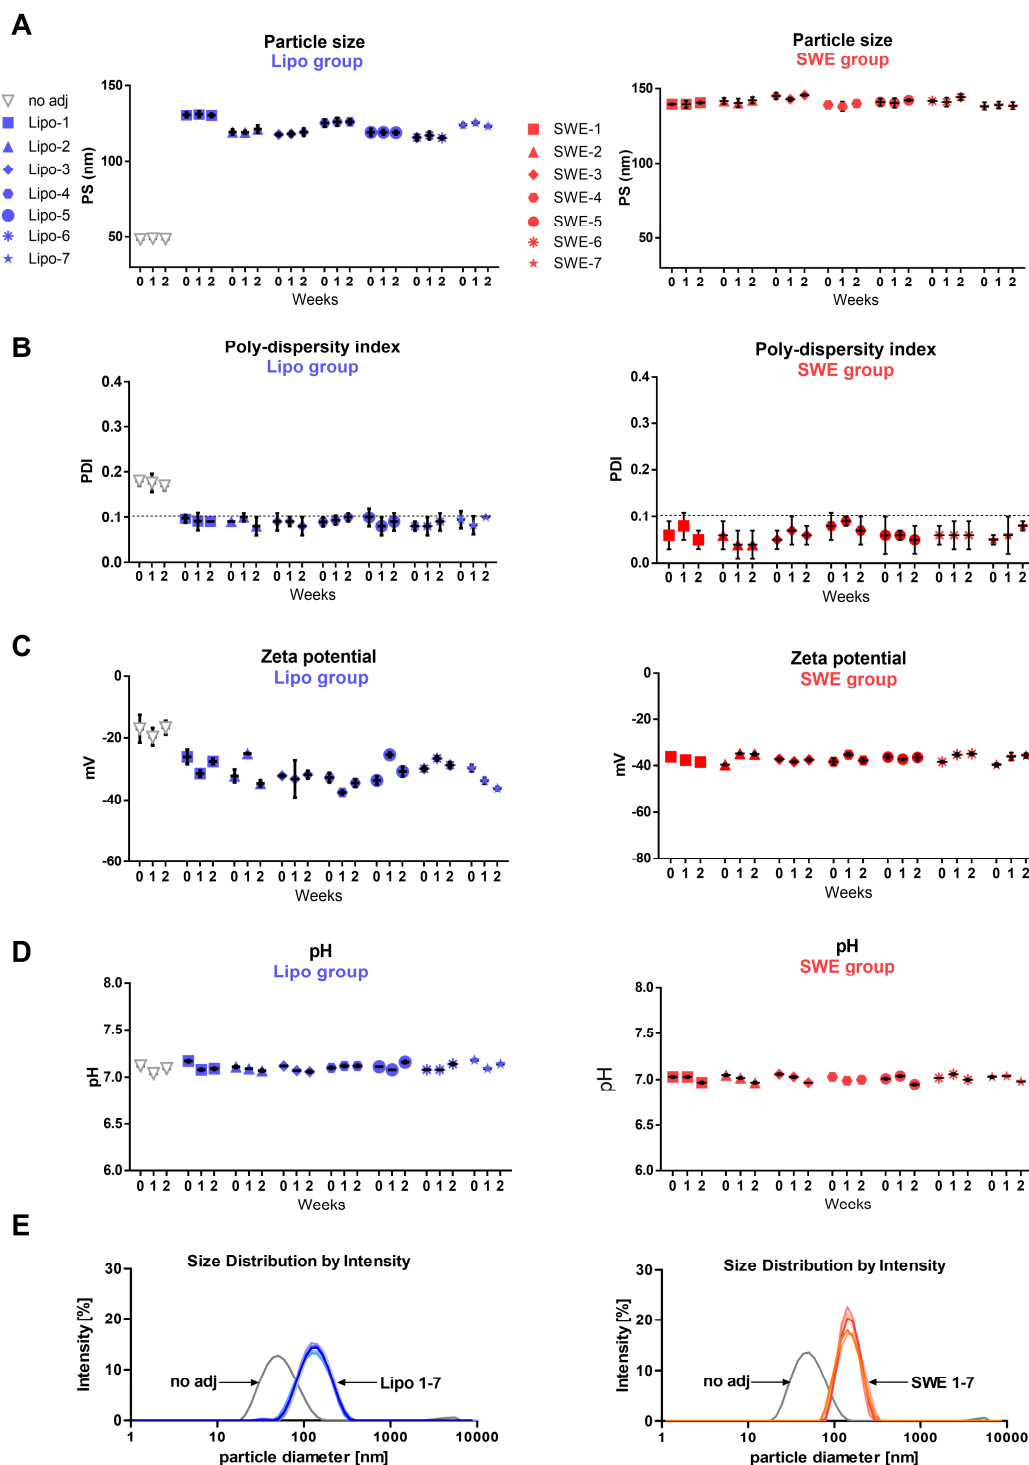 A
Particle size
Lipo group
Particle size
SWE group
no adj
Lipo-1
Lipo-2
Lipo-3
Lipo-4
Lipo-5
Lipo-6
Lipo-7
PS (nm)
150
100
50
0 1 2 0 1 2 0 1 2 0 1 2 0 1 2 0 1 2 0 1 2 0 1 2
Weeks
SWE-1
SWE-2
SWE-3
SWE-4
SWE-5
SWE-6
SWE-7
PS (nm)
150
100
50
0 1 2 0 1 2 0 1 2 0 1 2 0 1 2 0 1 2 0 1 2
Weeks
B
Poly-dispersity index
Lipo group
PDI
0.4
0.3
0.2
0.1
0.0
0 1 2 0 1 2 0 1 2 0 1 2 0 1 2 0 1 2 0 1 2 0 1 2
Weeks
Poly-dispersity index
SWE group
PDI
0.4
0.3
0.2
0.1
0.0
0 1 2 0 1 2 0 1 2 0 1 2 0 1 2 0 1 2 0 1 2
Weeks
C
Zeta potential
Lipo group
mV
0
-20
-40
-60
0 1 2 0 1 2 0 1 2 0 1 2 0 1 2 0 1 2 0 1 2 0 1 2
Weeks
Zeta potential
SWE group
mV
0
-20
-40
-60
-80
0 1 2 0 1 2 0 1 2 0 1 2 0 1 2 0 1 2 0 1 2
Weeks
D
pH
Lipo group
pH
8.0
7.5
7.0
6.5
6.0
0 1 2 0 1 2 0 1 2 0 1 2 0 1 2 0 1 2 0 1 2 0 1 2
Weeks
pH
SWE group
pH
8.0
7.5
7.0
6.5
6.0
0 1 2 0 1 2 0 1 2 0 1 2 0 1 2 0 1 2 0 1 2
Weeks
E
Size Distribution by Intensity
Intensity [%]
30
20
10
0
no adj
Lipo 1-7
1 10 100 1000 10000
particle diameter [nm]
Size Distribution by Intensity
Intensity [%]
30
20
10
0
no adj
SWE 1-7
1 10 100 1000 10000
particle diameter [nm]